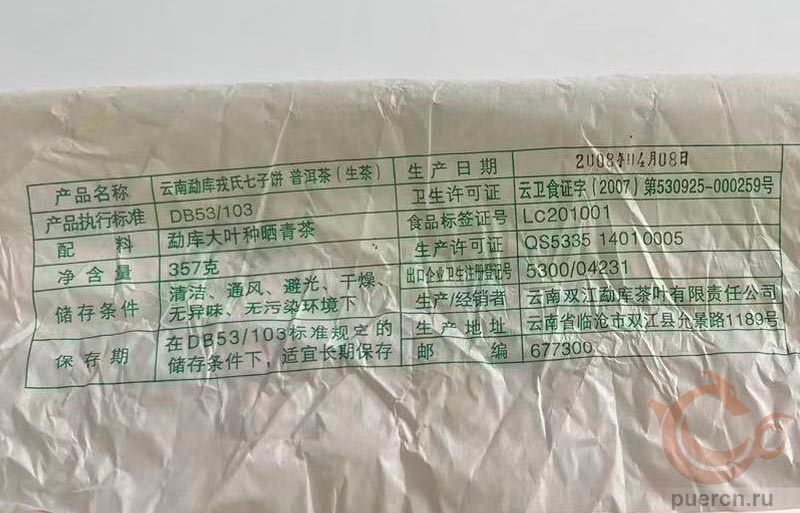 产品名称 云南勐库戎氏七子饼 普洱茶(生茶)
产品执行标准 DB53/103
配料 勐库大叶种晒青茶
净含量 357克
储存条件 清洁、通风、避光、干燥、
无异味、无污染环境下
保存期 在DB53/103标准规定的
储存条件下,适宜长期保存
生产日期 2008年04月08日
卫生许可证 云卫食证字(2007)第530925-000259号
食品标签证号 LC201001
生产许可证 QS5335 14010005
出口企业卫生注册登记号 5300/04231
生产/经销者 云南双江勐库茶叶有限责任公司
生产地址 云南省临沧市双江县允景路1189号
邮编 677300
puercn.ru